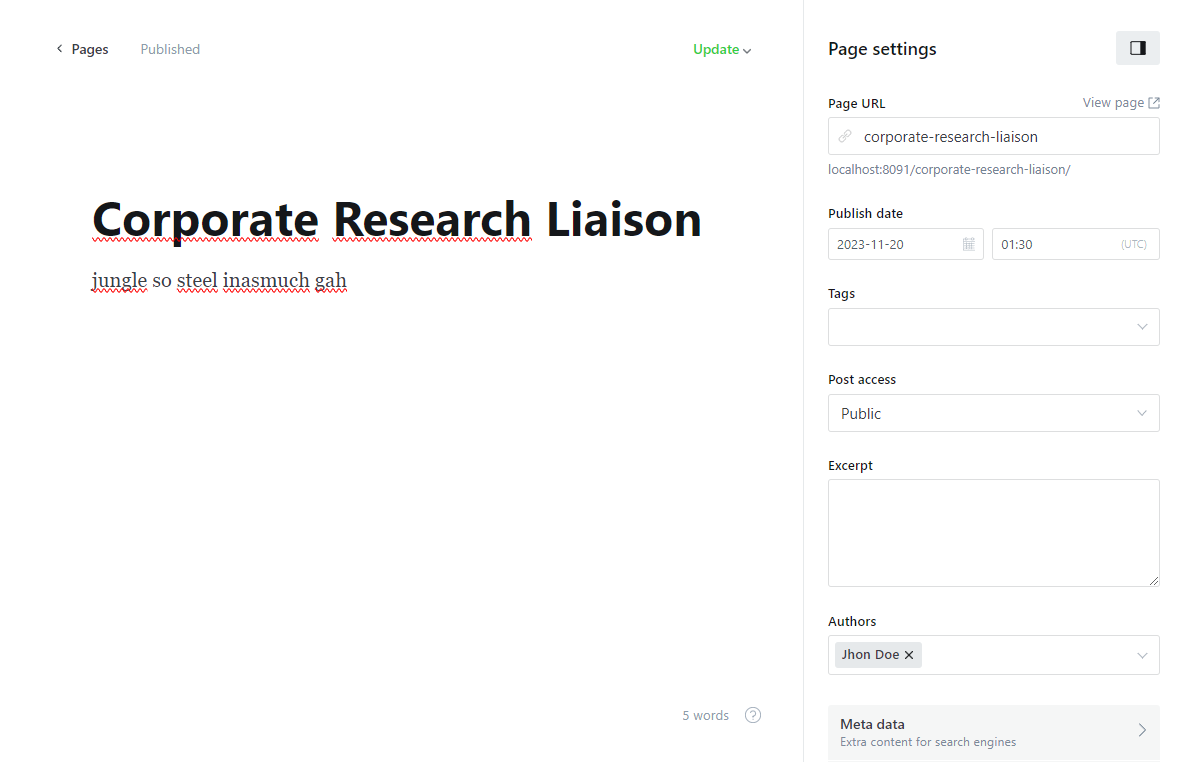 Pages
Published
Update
Corporate Research Liaison
jungle so steel inasmuch gah
5 words
?
Page settings
Page URL
View page
corporate-research-liaison
localhost:8091/corporate-research-liaison/
Publish date
2023-11-20
01:30
(UTC)
Tags
Post access
Public
Excerpt
Authors
Jhon Doe
Meta data
Extra content for search engines